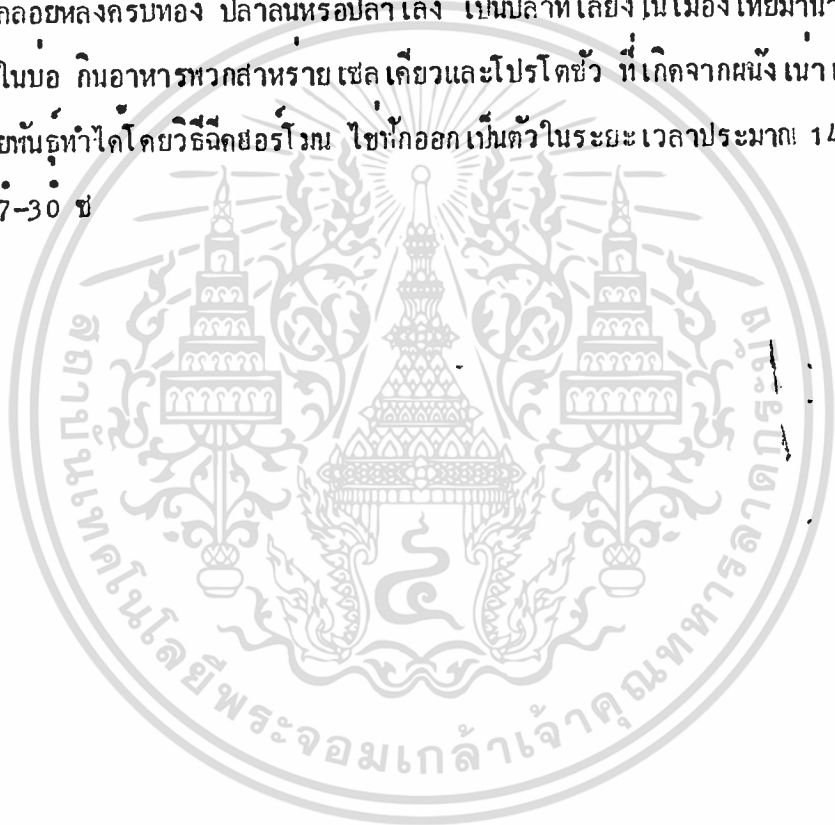 กลอยหลังครีบท้อง ปลาลิ่นหรือปลาเล่ง เป็นปลาที่เลี้ยงในเมืองไทยมานา
ในบ่อ กินอาหารพวกสาหร่ายเซลเดียวและโปรโตซัว ที่เกิดจากผนังเน่า
ยพันธุ์ทำได้โดยวิธีฉีดฮอร์โมน ไข่ฟักออกเป็นตัวในระยะเวลาประมาณ 14
7-30 ซ
สถาบันเทคโนโลยีพระจอมเกล้าเจ้าคุณทหารลาดกระบัง